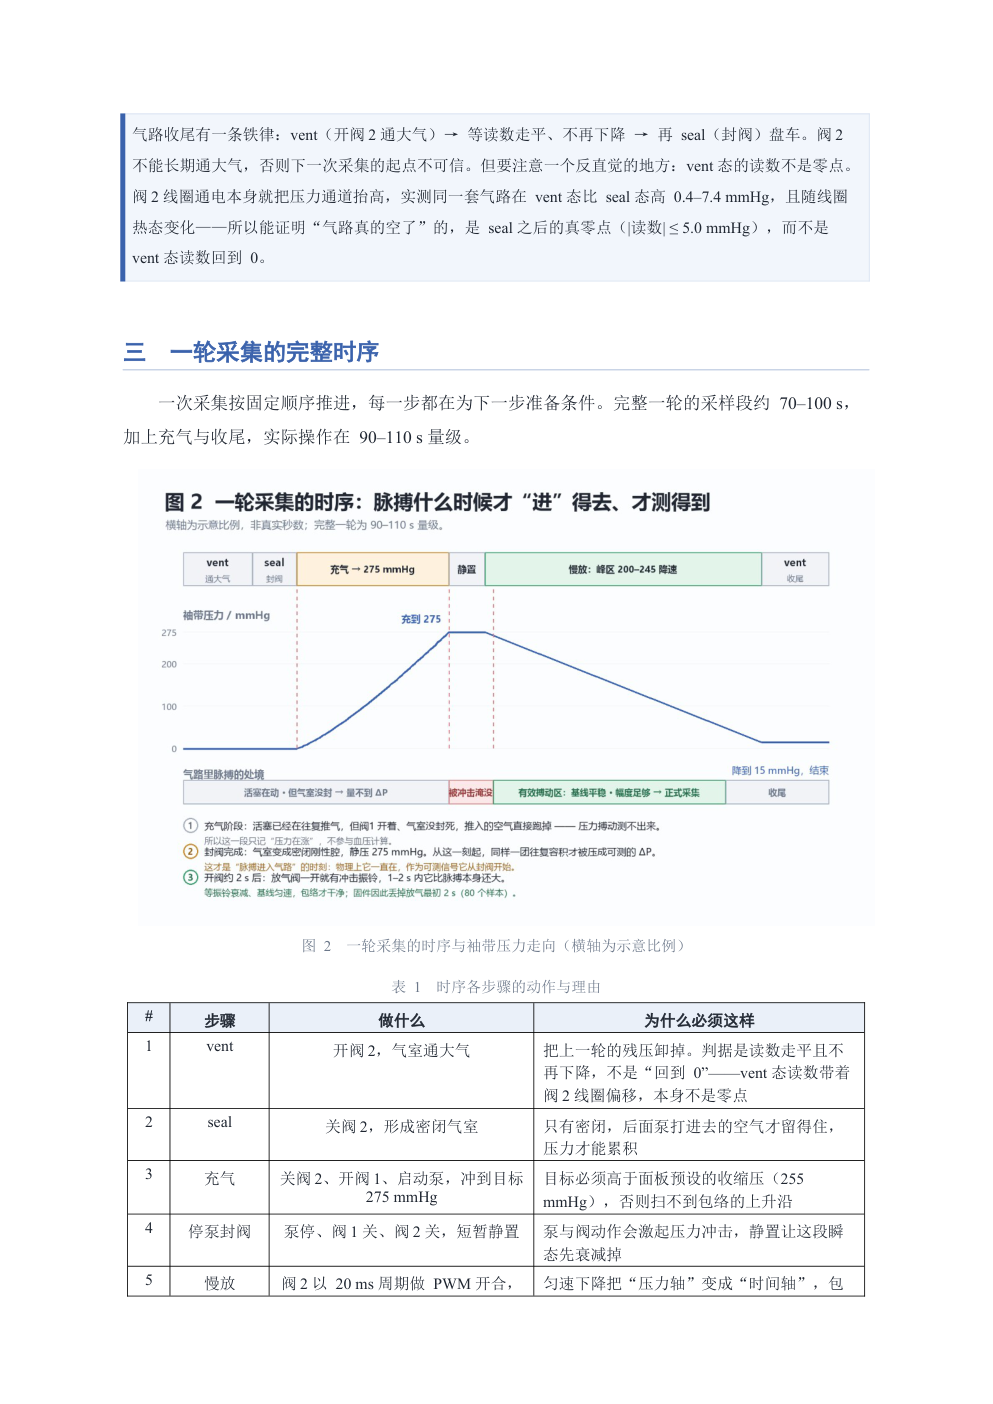 气路收尾有一条铁律：vent（开阀 2 通大气）→ 等读数走平、不再下降 → 再 seal（封阀）盘车。阀 2
不能长期通大气，否则下一次采集的起点不可信。但要注意一个反直觉的地方：vent 态的读数不是零点。
阀 2 线圈通电本身就把压力通道抬高，实测同一套气路在 vent 态比 seal 态高 0.4–7.4 mmHg，且随线圈
热态变化——所以能证明“气路真的空了”的，是 seal 之后的真零点（|读数| ≤ 5.0 mmHg），而不是
vent 态读数回到 0。
三 一轮采集的完整时序
一次采集按固定顺序推进，每一步都在为下一步准备条件。完整一轮的采样段约 70–100 s，
加上充气与收尾，实际操作在 90–110 s 量级。
图 2 一轮采集的时序：脉搏什么时候才“进”得去、才测得到
横轴为示意比例，非真实秒数；完整一轮为 90–110 s 量级。
vent seal 充气 → 275 mmHg 静置 慢放：峰区 200–245 降速 vent
通大气 封阀 收尾
袖带压力 / mmHg
充到 275
275
200
100
0
气路里脉搏的处境
降到 15 mmHg，结束
活塞在动 · 但气室没封 → 量不到 ΔP 被冲击淹没 有效搏动区：基线平稳 · 幅度足够 → 正式采集 收尾
1 充气阶段：活塞已经在往复推气，但阀1 开着、气室没封死，推入的空气直接跑掉 —— 压力搏动测不出来。
所以这一段只记“压力在涨”，不参与血压计算。
2 封阀完成：气室变成密闭刚性腔，静压 275 mmHg。从这一刻起，同样一团往复容积才被压成可测的 ΔP。
这才是“脉搏进入气路”的时刻：物理上它一直在，作为可测信号它从封阀开始。
3 开阀约 2 s 后：放气阀一开就有冲击振铃，1–2 s 内它比脉搏本身还大。
等振铃衰减、基线匀速，包络才干净；固件因此丢掉放气最初 2 s（80 个样本）。
图 2 一轮采集的时序与袖带压力走向（横轴为示意比例）
表 1 时序各步骤的动作与理由
# 步骤 做什么 为什么必须这样
1 vent 开阀 2，气室通大气 把上一轮的残压卸掉。判据是读数走平且不
再下降，不是“回到 0”——vent 态读数带着
阀 2 线圈偏移，本身不是零点
2 seal 关阀 2，形成密闭气室 只有密闭，后面泵打进去的空气才留得住，
压力才能累积
3 充气 关阀 2、开阀 1、启动泵，冲到目标 目标必须高于面板预设的收缩压（255
275 mmHg mmHg），否则扫不到包络的上升沿
4 停泵封阀 泵停、阀 1 关、阀 2 关，短暂静置 泵与阀动作会激起压力冲击，静置让这段瞬
态先衰减掉
5 慢放 阀 2 以 20 ms 周期做 PWM 开合， 匀速下降把“压力轴”变成“时间轴”，包